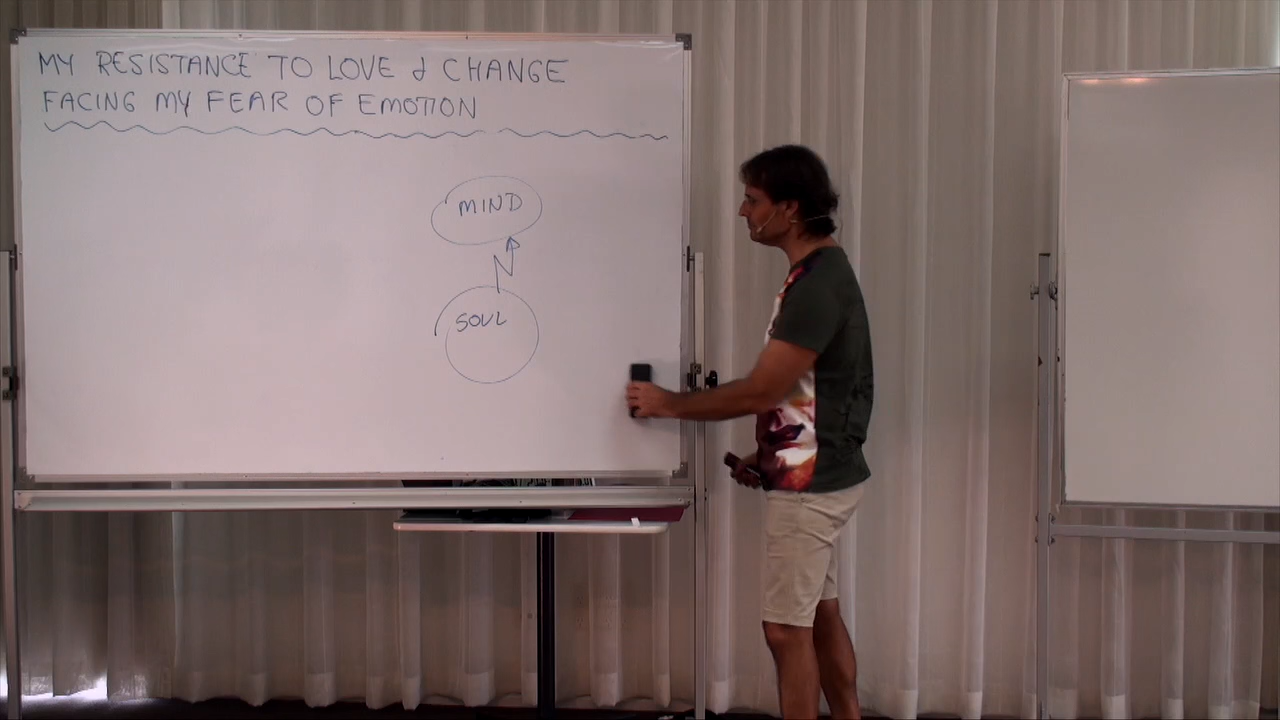 MY RESISTANCE TO LOVE & CHANGE
FACING MY FEAR OF EMOTION
MIND
SOUL